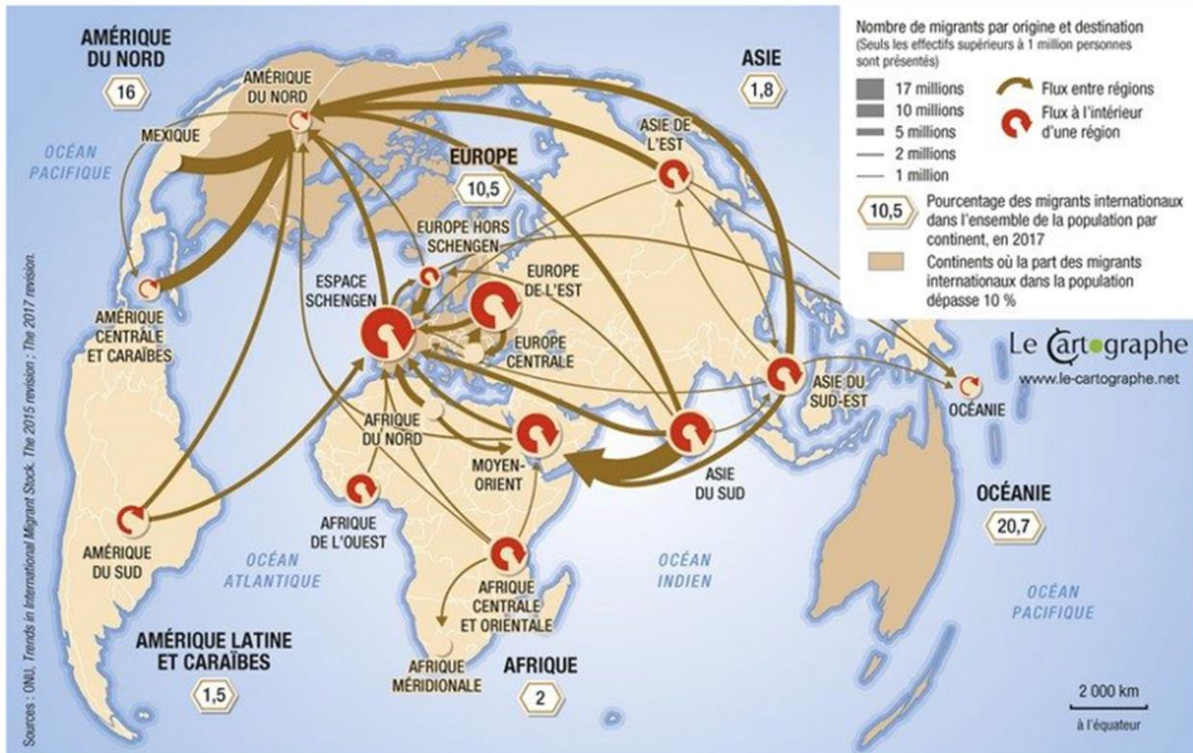 AMÉRIQUE
DU NORD
16
AMÉRIQUE
DU NORD
MEXIQUE
OCÉAN
PACIFIQUE
ASIE
1,8
ASIE DE
L'EST
EUROPE
10,5
EUROPE HORS
SCHENGEN
ESPACE
SCHENGEN
EUROPE
DE L'EST
EUROPE
CENTRALE
AMÉRIQUE
CENTRALE
ET CARAÏBES
AFRIQUE
DU NORD
MOYEN-
ORIENT
ASIE
DU SUD
ASIE DU
SUD-EST
OCÉANIE
AMÉRIQUE
DU SUD
AFRIQUE
DE L'OUEST
OCÉAN
ATLANTIQUE
AFRIQUE
CENTRALE
ET ORIENTALE
OCÉAN
INDIEN
OCÉANIE
20,7
OCÉAN
PACIFIQUE
AMÉRIQUE LATINE
ET CARAÏBES
1,5
AFRIQUE
MÉRIDIONALE
AFRIQUE
2
Nombre de migrants par origine et destination
(Seuls les effectifs supérieurs à 1 million personnes
sont présentés)
17 millions
10 millions
5 millions
2 millions
1 million
Flux entre régions
Flux à l'intérieur
d'une région
10,5
Pourcentage des migrants internationaux
dans l'ensemble de la population par
continent, en 2017
Continents où la part des migrants
internationaux dans la population
dépasse 10 %
Le Cartographe
www.le-cartographe.net
2 000 km
à l'équateur
Sources : ONU, Trends in International Migrant Stock. The 2015 revision ; The 2017 revision.